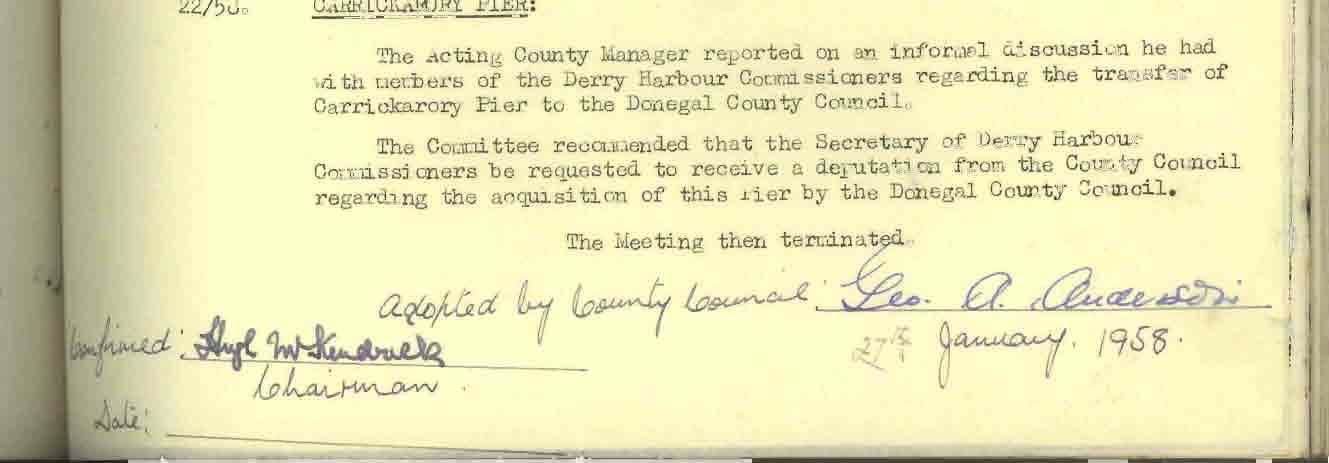 22/58. CARRICKARORY PIER:
The Acting County Manager reported on an informal discussion he had
with members of the Derry Harbour Commissioners regarding the transfer of
Carrickarory Pier to the Donegal County Council.
The Committee recommended that the Secretary of Derry Harbour
Commissioners be requested to receive a deputation from the County Council
regarding the acquisition of this Pier by the Donegal County Council.
The Meeting then terminated.
Adopted by County Council: Geo. A. Anderson
Confirmed: Hugh McKendrick
27th January, 1958.
Chairman.
Date: